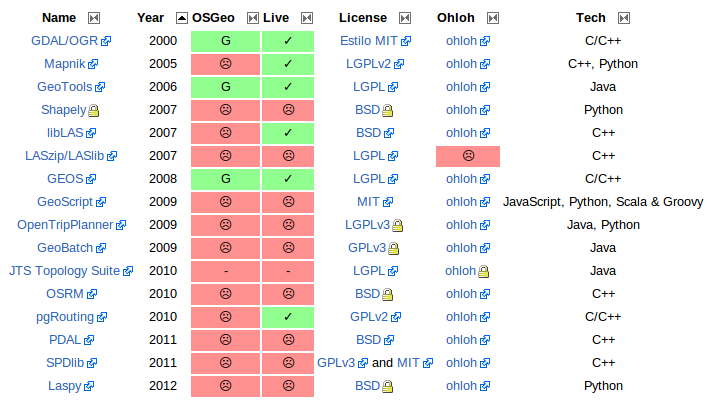 Name Year OSGeo Live License Ohloh Tech
GDAL/OGR 2000 G ✓ Estilo MIT ohloh C/C++
Mapnik 2005 ☹ ✓ LGPLv2 ohloh C++, Python
GeoTools 2006 G ✓ LGPL ohloh Java
Shapely 2007 ☹ ☹ BSD ohloh Python
libLAS 2007 ☹ ✓ BSD ohloh C++
LASzip/LASlib 2007 ☹ ☹ LGPL ☹ C++
GEOS 2008 G ✓ LGPL ohloh C/C++
GeoScript 2009 ☹ ☹ MIT ohloh JavaScript, Python, Scala & Groovy
OpenTripPlanner 2009 ☹ ☹ LGPLv3 ohloh Java, Python
GeoBatch 2009 ☹ ☹ GPLv3 ohloh Java
JTS Topology Suite 2010 - - LGPL ohloh Java
OSRM 2010 ☹ ☹ BSD ohloh C++
pgRouting 2010 ☹ ✓ GPLv2 ohloh C/C++
PDAL 2011 ☹ ☹ BSD ohloh C++
SPDlib 2011 ☹ ☹ GPLv3 and MIT ohloh C++
Laspy 2012 ☹ ☹ BSD ohloh Python